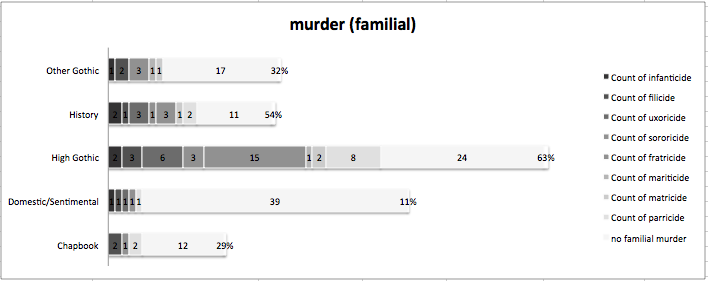 murder (familial)
Other Gothic 1 2 3 1 1 17 32%
History 2 1 3 1 3 1 2 11 54%
High Gothic 2 3 6 3 15 1 2 8 24 63%
Domestic/Sentimental 1 1 1 1 1 39 11%
Chapbook 2 1 2 12 29%
Count of infanticide
Count of filicide
Count of uxoricide
Count of sororicide
Count of fratricide
Count of mariticide
Count of matricide
Count of parricide
no familial murder